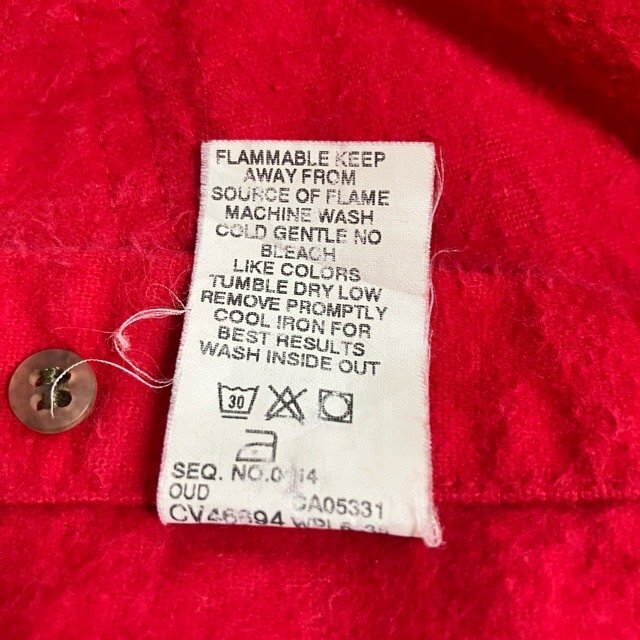 FLAMMABLE KEEP
AWAY FROM
SOURCE OF FLAME
MACHINE WASH
COLD GENTLE NO
BLEACH
LIKE COLORS
TUMBLE DRY LOW
REMOVE PROMPTLY
COOL IRON FOR
BEST RESULTS
WASH INSIDE OUT
30
SEQ.
OUD CA05331
CV46894